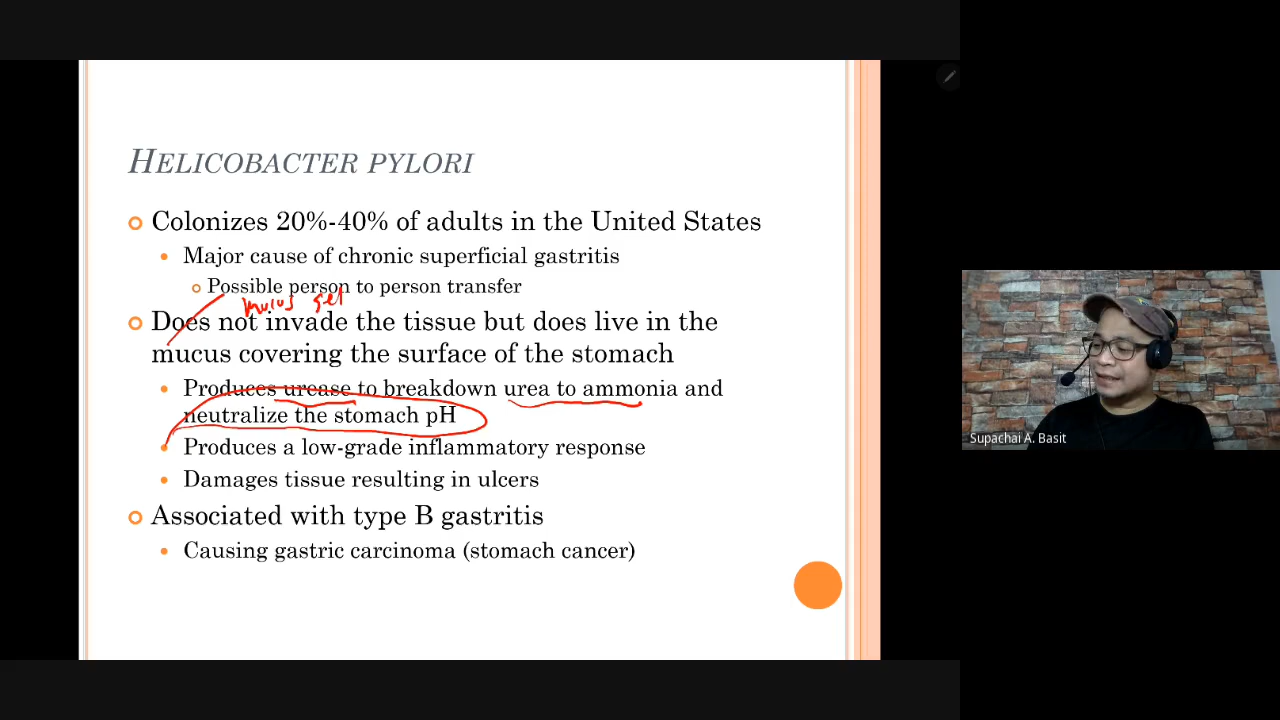 HELICOBACTER PYLORI
Colonizes 20%-40% of adults in the United States
Major cause of chronic superficial gastritis
Possible person to person transfer
mucus gel
Does not invade the tissue but does live in the
mucus covering the surface of the stomach
Produces urease to breakdown urea to ammonia and
neutralize the stomach pH
Produces a low-grade inflammatory response
Damages tissue resulting in ulcers
Associated with type B gastritis
Causing gastric carcinoma (stomach cancer)
Supachai A. Basit